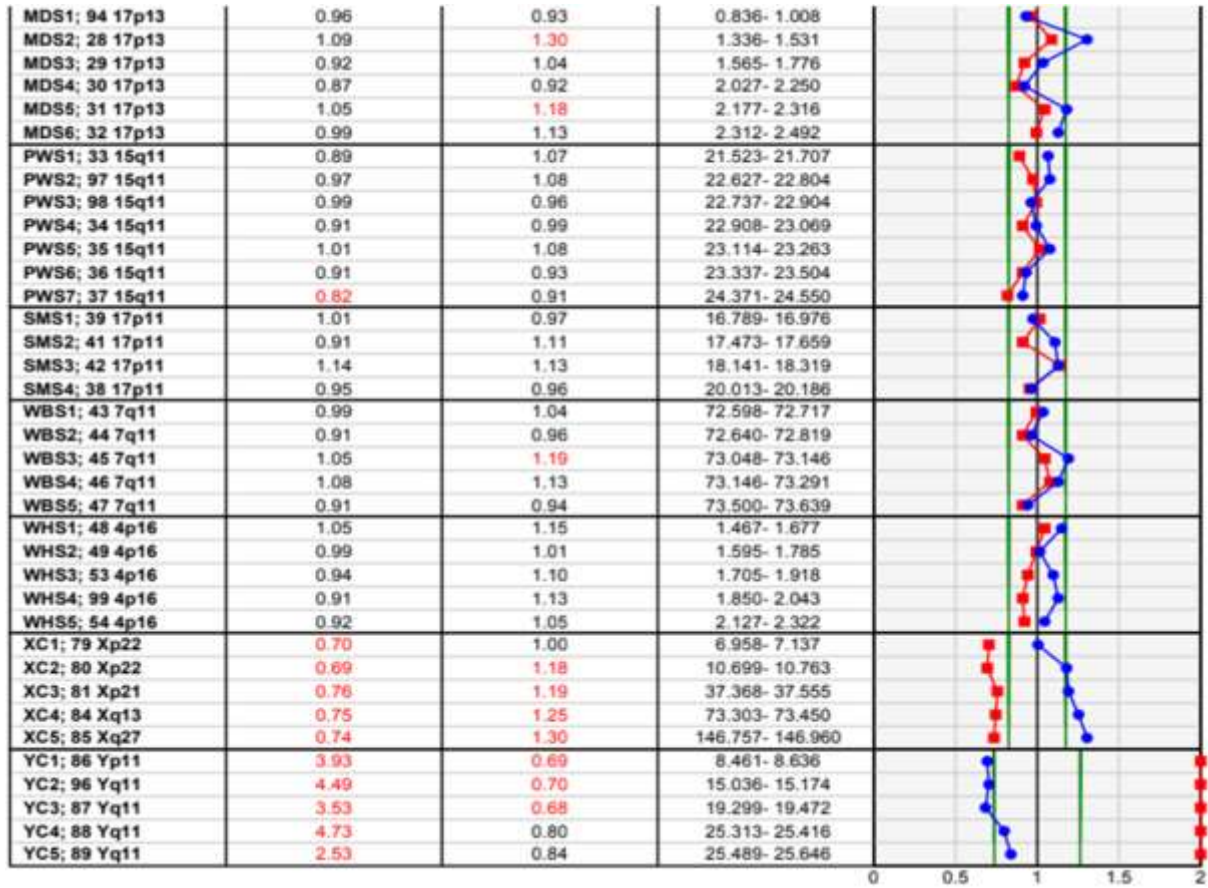 MDS1; 94 17p13 0.96 0.93 0.836- 1.008
MDS2; 28 17p13 1.09 1.30 1.336- 1.531
MDS3; 29 17p13 0.92 1.04 1.565- 1.776
MDS4; 30 17p13 0.87 0.92 2.027- 2.250
MDS5; 31 17p13 1.05 1.18 2.177- 2.316
MDS6; 32 17p13 0.99 1.13 2.312- 2.492
PWS1; 33 15q11 0.89 1.07 21.523- 21.707
PWS2; 97 15q11 0.97 1.08 22.627- 22.804
PWS3; 98 15q11 0.99 0.96 22.737- 22.904
PWS4; 34 15q11 0.91 0.99 22.908- 23.069
PWS5; 35 15q11 1.01 1.08 23.114- 23.263
PWS6; 36 15q11 0.91 0.93 23.337- 23.504
PWS7; 37 15q11 0.82 0.91 24.371- 24.550
SMS1; 39 17p11 1.01 0.97 16.789- 16.976
SMS2; 41 17p11 0.91 1.11 17.473- 17.659
SMS3; 42 17p11 1.14 1.13 18.141- 18.319
SMS4; 38 17p11 0.95 0.96 20.013- 20.186
WBS1; 43 7q11 0.99 1.04 72.598- 72.717
WBS2; 44 7q11 0.91 0.96 72.640- 72.819
WBS3; 45 7q11 1.05 1.19 73.048- 73.146
WBS4; 46 7q11 1.08 1.13 73.146- 73.291
WBS5; 47 7q11 0.91 0.94 73.500- 73.639
WHS1; 48 4p16 1.05 1.15 1.467- 1.677
WHS2; 49 4p16 0.99 1.01 1.595- 1.785
WHS3; 53 4p16 0.94 1.10 1.705- 1.918
WHS4; 99 4p16 0.91 1.13 1.850- 2.043
WHS5; 54 4p16 0.92 1.05 2.127- 2.322
XC1; 79 Xp22 0.70 1.00 6.958- 7.137
XC2; 80 Xp22 0.69 1.18 10.699- 10.763
XC3; 81 Xp21 0.76 1.19 37.368- 37.555
XC4; 84 Xq13 0.75 1.25 73.303- 73.450
XC5; 85 Xq27 0.74 1.30 146.757- 146.960
YC1; 86 Yp11 3.93 0.69 8.461- 8.636
YC2; 96 Yq11 4.49 0.70 15.036- 15.174
YC3; 87 Yq11 3.53 0.68 19.299- 19.472
YC4; 88 Yq11 4.73 0.80 25.313- 25.416
YC5; 89 Yq11 2.53 0.84 25.489- 25.646
0 0.5 1 1.5 2